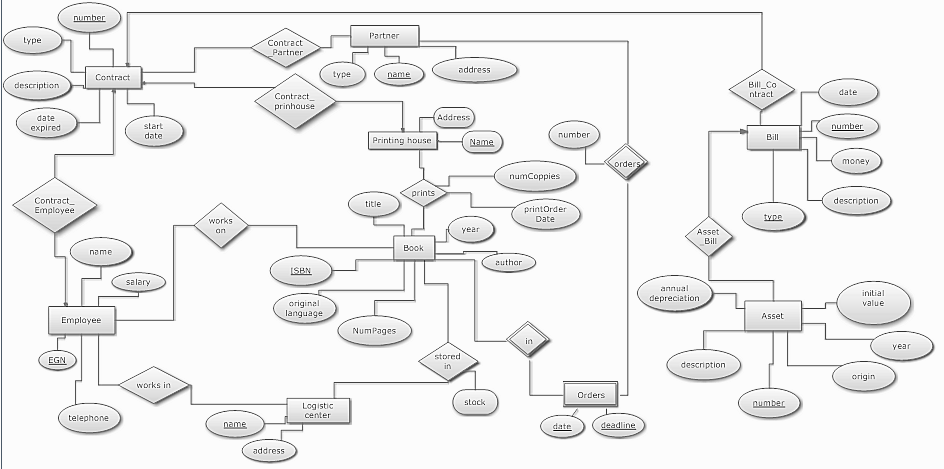 number
type
Contract
_Partner
Partner
type
name
address
Contract
description
Contract_
prinhouse
Bill_Co
ntract
date
expired
start
date
Address
Printing house
Name
number
orders
date
Bill
number
money
description
type
Contract_
Employee
prints
numCoppies
printOrder
Date
title
works
on
year
Asset
_Bill
name
Book
author
ISBN
salary
original
language
annual
depreciation
initial
value
Employee
NumPages
Asset
in
year
EGN
stored
in
description
origin
works in
telephone
Logistic
center
stock
Orders
number
name
address
date
deadline